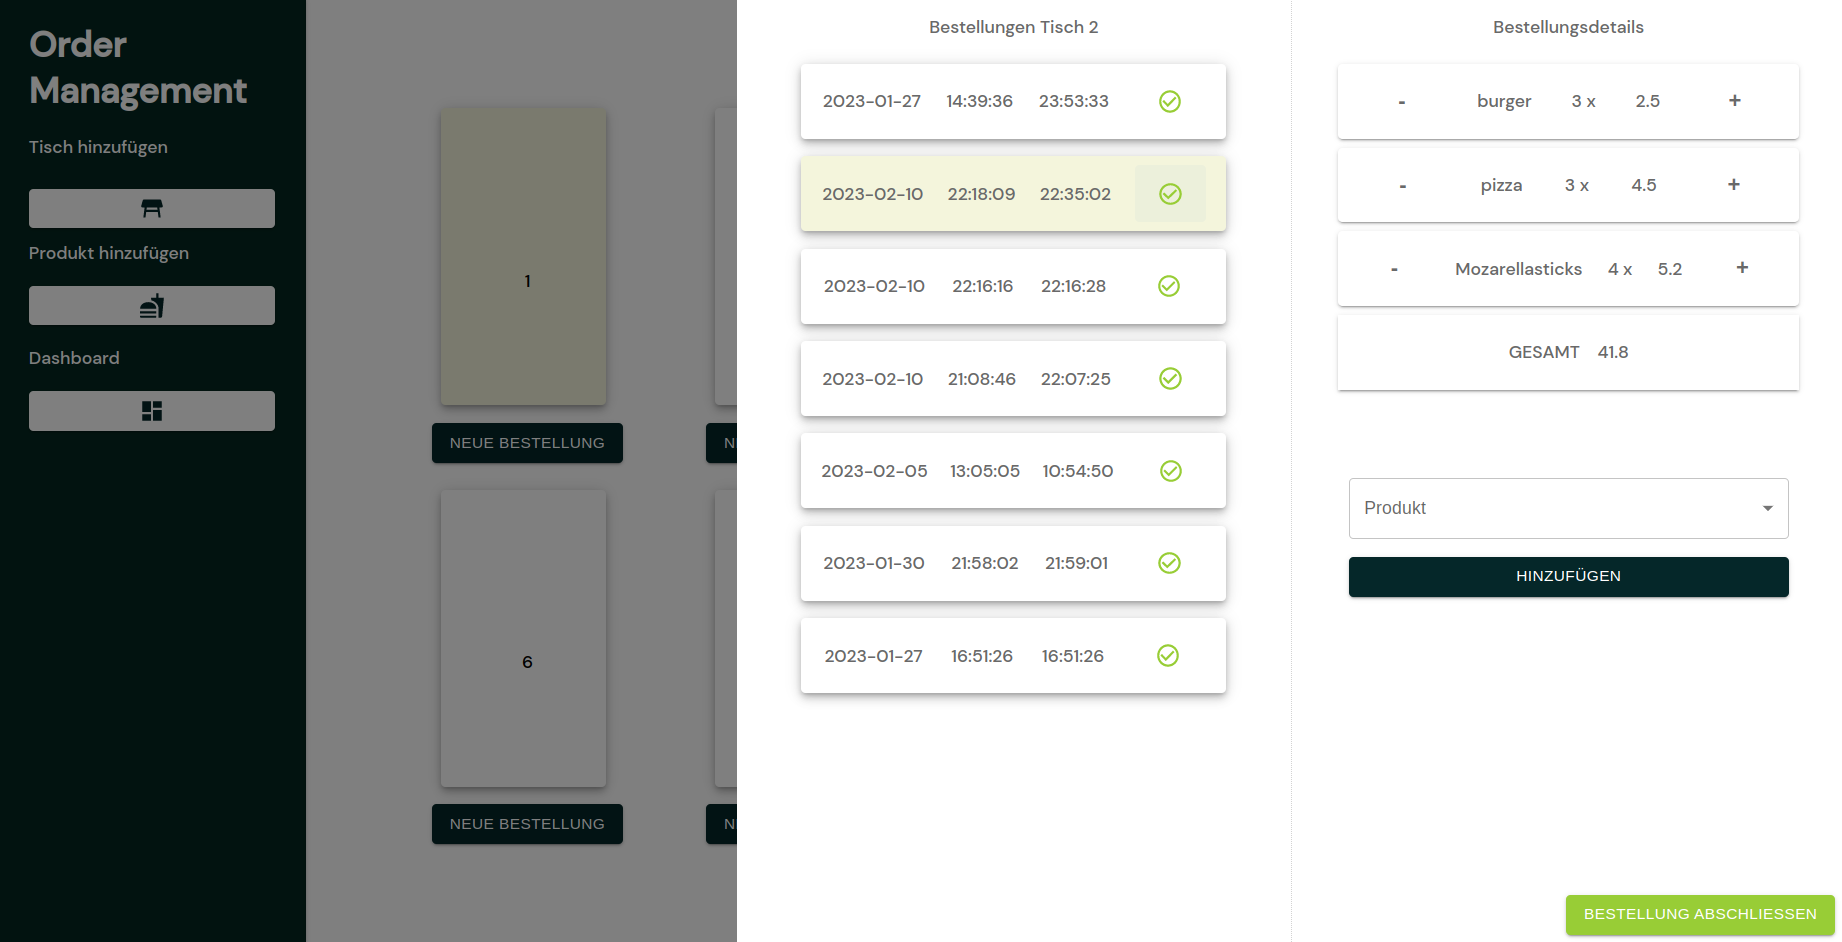 Order
Management
Tisch hinzufügen
Produkt hinzufügen
Dashboard
1
NEUE BESTELLUNG
6
NEUE BESTELLUNG
Bestellungen Tisch 2
2023-01-27 14:39:36 23:53:33
2023-02-10 22:18:09 22:35:02
2023-02-10 22:16:16 22:16:28
2023-02-10 21:08:46 22:07:25
2023-02-05 13:05:05 10:54:50
2023-01-30 21:58:02 21:59:01
2023-01-27 16:51:26 16:51:26
Bestellungsdetails
- burger 3 x 2.5 +
- pizza 3 x 4.5 +
- Mozarellasticks 4 x 5.2 +
GESAMT 41.8
Produkt
HINZUFÜGEN
BESTELLUNG ABSCHLIESSEN